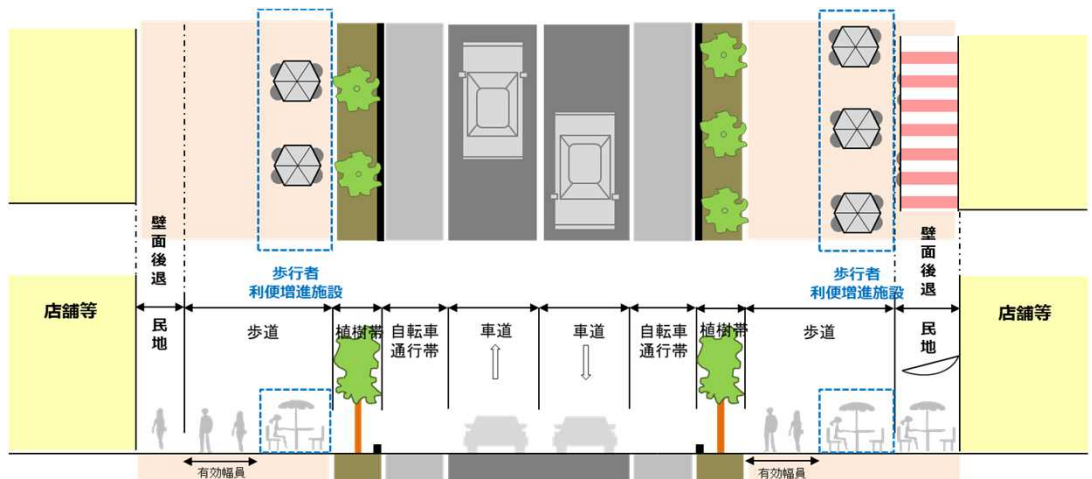 壁面後退
壁面後退
歩行者
利便増進施設
歩行者
利便増進施設
店舗等
民地
歩道
植樹帯
自転車
通行帯
車道
車道
自転車
通行帯
植樹帯
歩道
民地
店舗等
有効幅員
有効幅員